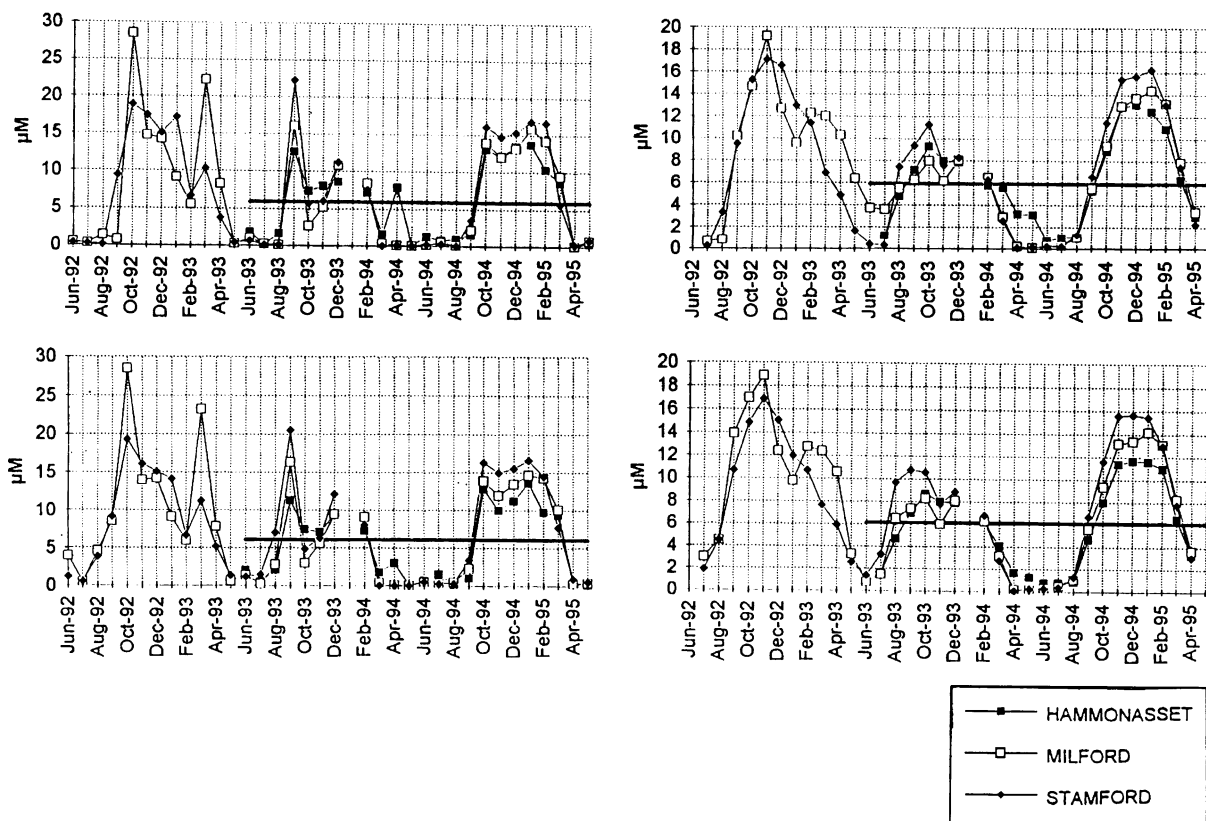 30
25
20
15
10
5
0
µM
Jun-92
Aug-92
Oct-92
Dec-92
Feb-93
Apr-93
Jun-93
Aug-93
Oct-93
Dec-93
Feb-94
Apr-94
Jun-94
Aug-94
Oct-94
Dec-94
Feb-95
Apr-95
20
18
16
14
12
10
8
6
4
2
0
µM
Jun-92
Aug-92
Oct-92
Dec-92
Feb-93
Apr-93
Jun-93
Aug-93
Oct-93
Dec-93
Feb-94
Apr-94
Jun-94
Aug-94
Oct-94
Dec-94
Feb-95
Apr-95
30
25
20
15
10
5
0
µM
Jun-92
Aug-92
Oct-92
Dec-92
Feb-93
Apr-93
Jun-93
Aug-93
Oct-93
Dec-93
Feb-94
Apr-94
Jun-94
Aug-94
Oct-94
Dec-94
Feb-95
Apr-95
20
18
16
14
12
10
8
6
4
2
0
µM
Jun-92
Aug-92
Oct-92
Dec-92
Feb-93
Apr-93
Jun-93
Aug-93
Oct-93
Dec-93
Feb-94
Apr-94
Jun-94
Aug-94
Oct-94
Dec-94
Feb-95
Apr-95
HAMMONASSET
MILFORD
STAMFORD